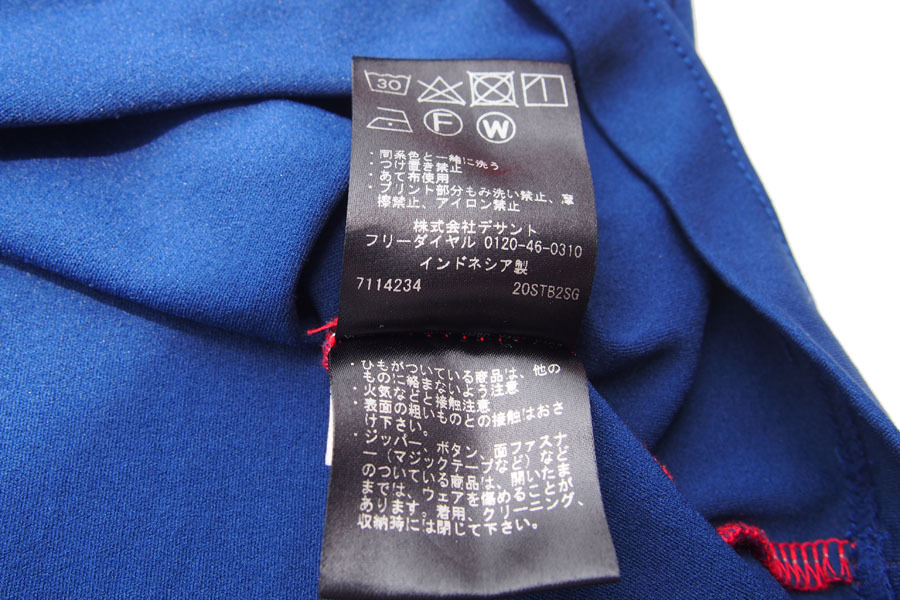 30
F
W
・同系色と一緒に洗う
・つけ置き禁止
・あて布使用
・プリント部分もみ洗い禁止、摩
擦禁止、アイロン禁止
株式会社デサント
フリーダイヤル 0120-46-0310
インドネシア製
7114234 20STB2SG
・ひもがついている商品は、他の
ものに絡まないよう注意
・火気などと接触注意
・表面の粗いものとの接触はおさ
け下さい。
・ジッパー、ボタン、面ファスナ
ー（マジックテープなど）など
のついている商品は、開いたま
までは、ウェアを傷めることが
あります。着用、クリーニング、
収納時には閉じて下さい。